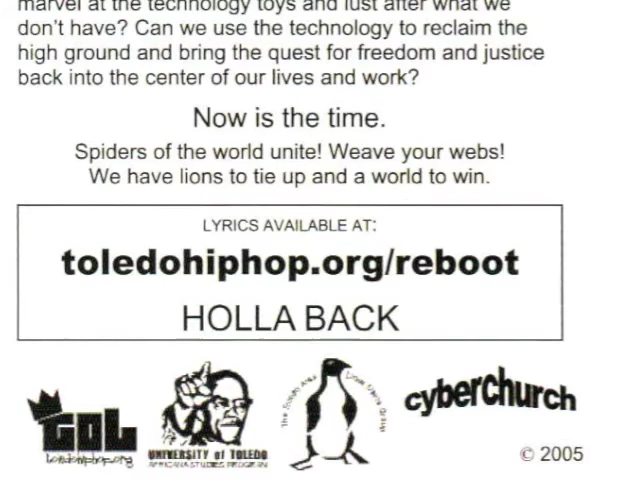 marvel at the technology toys and lust after what we
don't have? Can we use the technology to reclaim the
high ground and bring the quest for freedom and justice
back into the center of our lives and work?
Now is the time.
Spiders of the world unite! Weave your webs!
We have lions to tie up and a world to win.
LYRICS AVAILABLE AT:
toledohiphop.org/reboot
HOLLA BACK
UNIVERSITY of TOLEDO
AFRICANA STUDIES PROGRAM
cyberchurch
© 2005